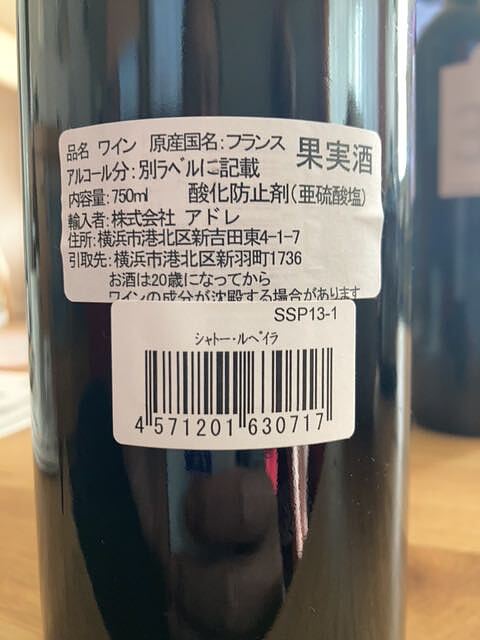 品名 ワイン 原産国名:フランス 果実酒
アルコール分:別ラベルに記載
内容量:750ml 酸化防止剤(亜硫酸塩)
輸入者:株式会社 アドレ
住所:横浜市港北区新吉田東4-1-7
引取先:横浜市港北区新羽町1736
お酒は20歳になってから
ワインの成分が沈殿する場合があります
SSP13-1
シャトー・ルペイラ
4 571201 630717